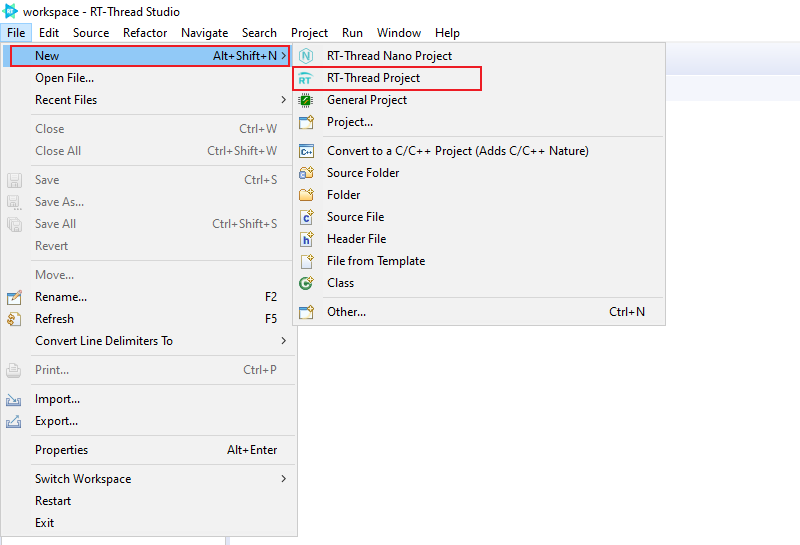 workspace - RT-Thread Studio
File Edit Source Refactor Navigate Search Project Run Window Help
New Alt+Shift+N
Open File...
Recent Files
Close Ctrl+W
Close All Ctrl+Shift+W
Save Ctrl+S
Save As...
Save All Ctrl+Shift+S
Revert
Move...
Rename... F2
Refresh F5
Convert Line Delimiters To
Print... Ctrl+P
Import...
Export...
Properties Alt+Enter
Switch Workspace
Restart
Exit
RT-Thread Nano Project
RT-Thread Project
General Project
Project...
Convert to a C/C++ Project (Adds C/C++ Nature)
Source Folder
Folder
Source File
Header File
File from Template
Class
Other... Ctrl+N